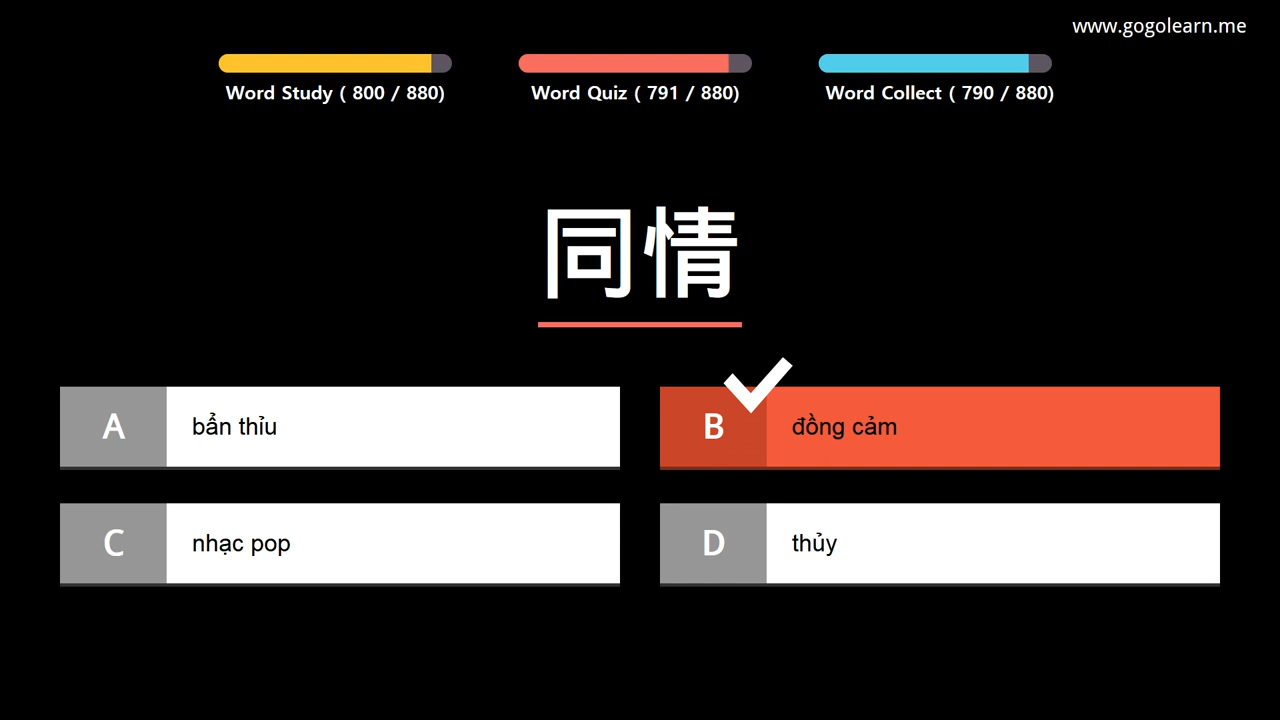 www.gogolearn.me
Word Study ( 800 / 880)
Word Quiz ( 791 / 880)
Word Collect ( 790 / 880)
同情
A bẩn thỉu
B đồng cảm
C nhạc pop
D thủy